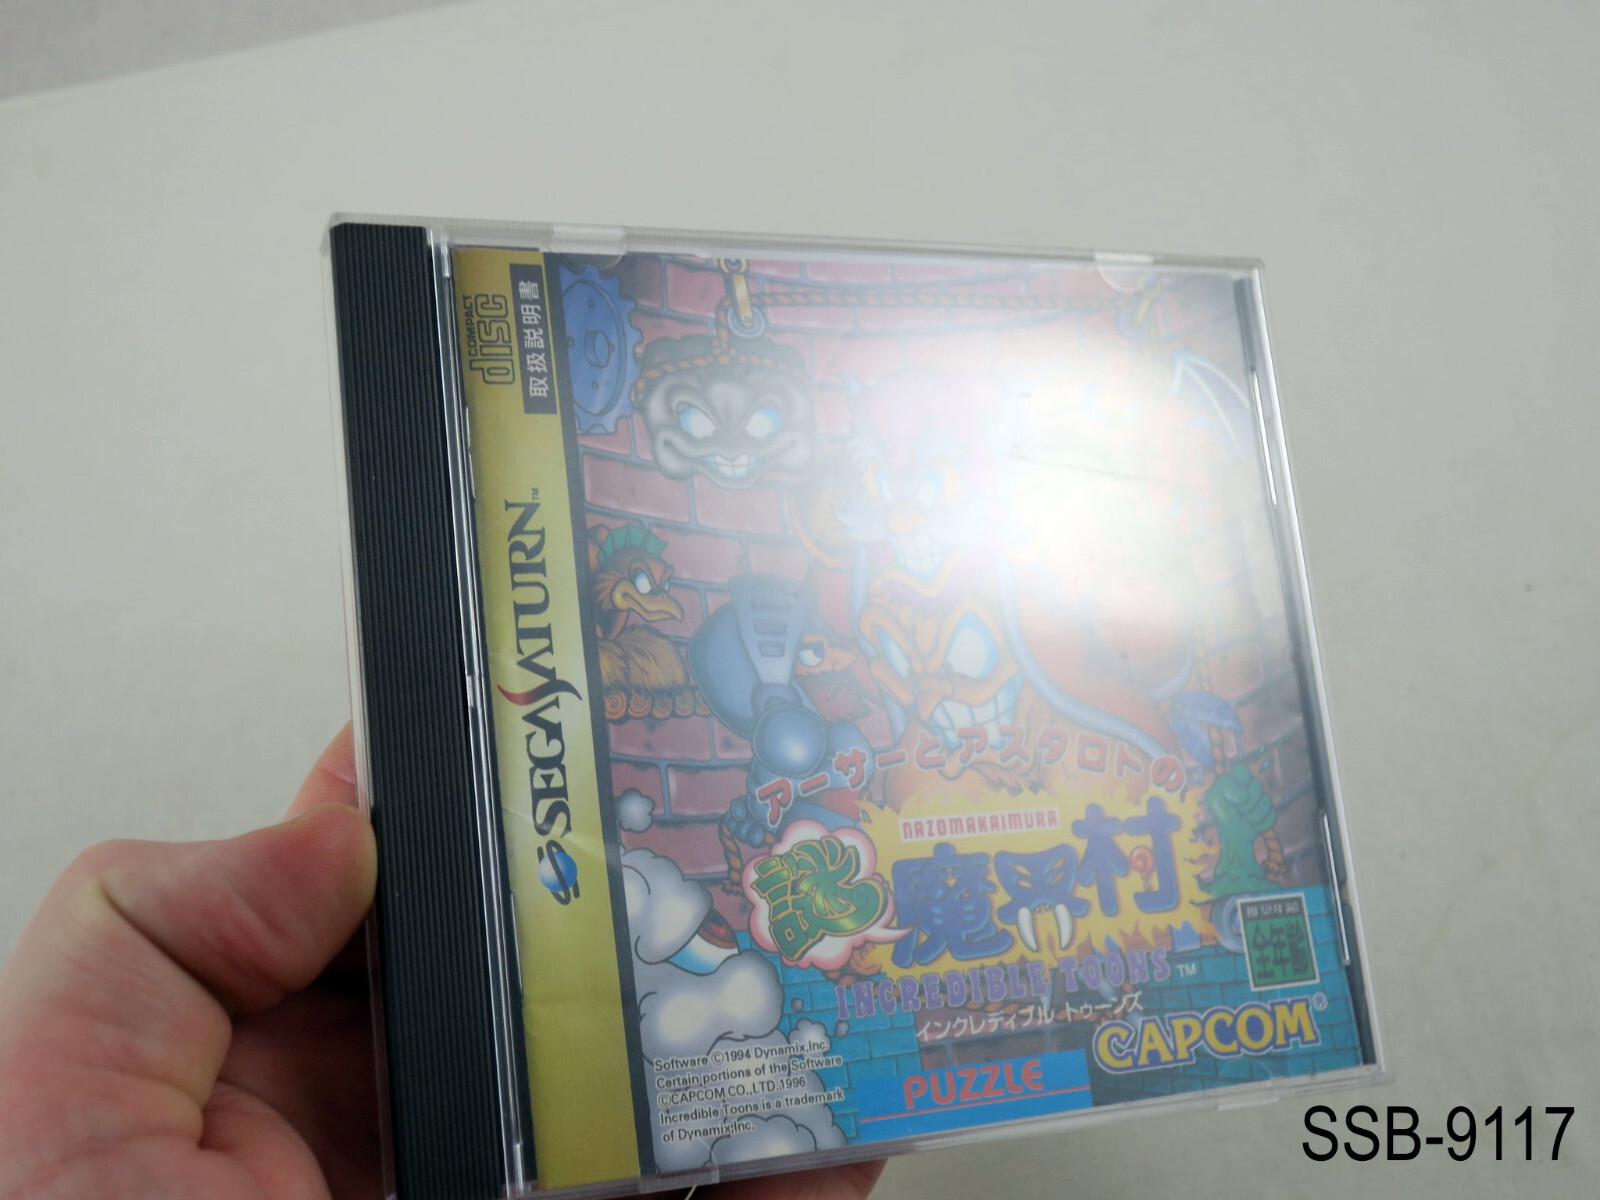 COMPACT
disc
取扱説明書
SEGA SATURN™
アーサーとアスタロトの
NAZOMAKAIMURA
謎魔界村
INCREDIBLE TOONS™
インクレディブル トゥーンズ
全年齢
CAPCOM®
PUZZLE
Software ©1994 Dynamix,Inc.
Certain portions of the Software
©CAPCOM CO.,LTD.1996
Incredible Toons is a trademark
of Dynamix,Inc.
SSB-9117